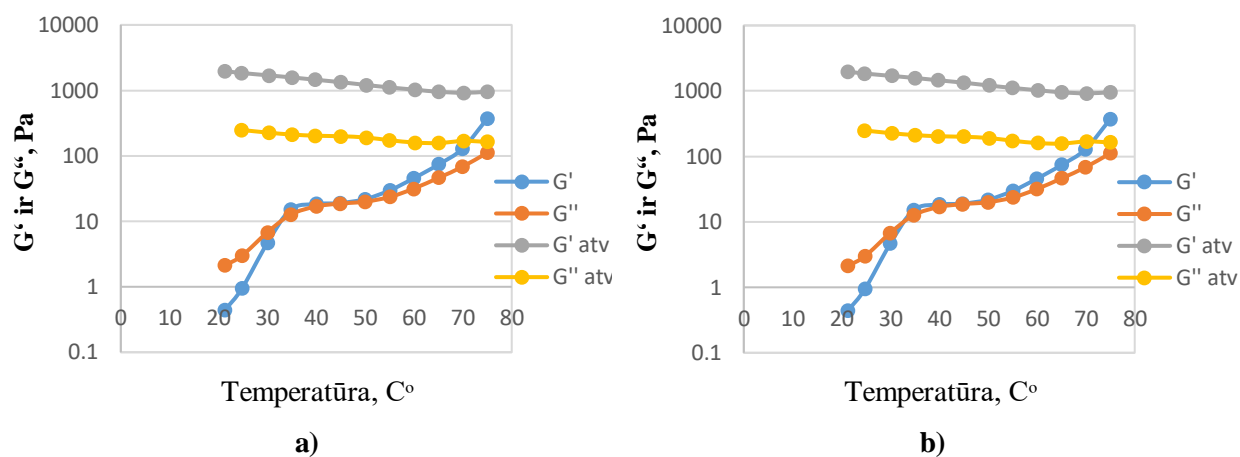 10000
1000
100
10
1
0.1
0 10 20 30 40 50 60 70 80
G‘ ir G“, Pa
Temperatūra, Cᵒ
G'
G''
G' atv
G'' atv
a)
10000
1000
100
10
1
0.1
0 10 20 30 40 50 60 70 80
G‘ ir G“, Pa
Temperatūra, Cᵒ
G'
G''
G' atv
G'' atv
b)